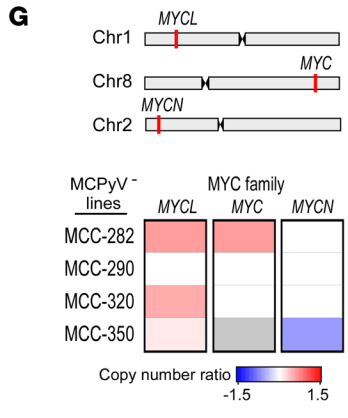 G
MYCL
Chr1
MYC
Chr8
MYCN
Chr2
MCPyV -
lines
MYC family
MYCL MYC MYCN
MCC-282
MCC-290
MCC-320
MCC-350
Copy number ratio
-1.5 1.5